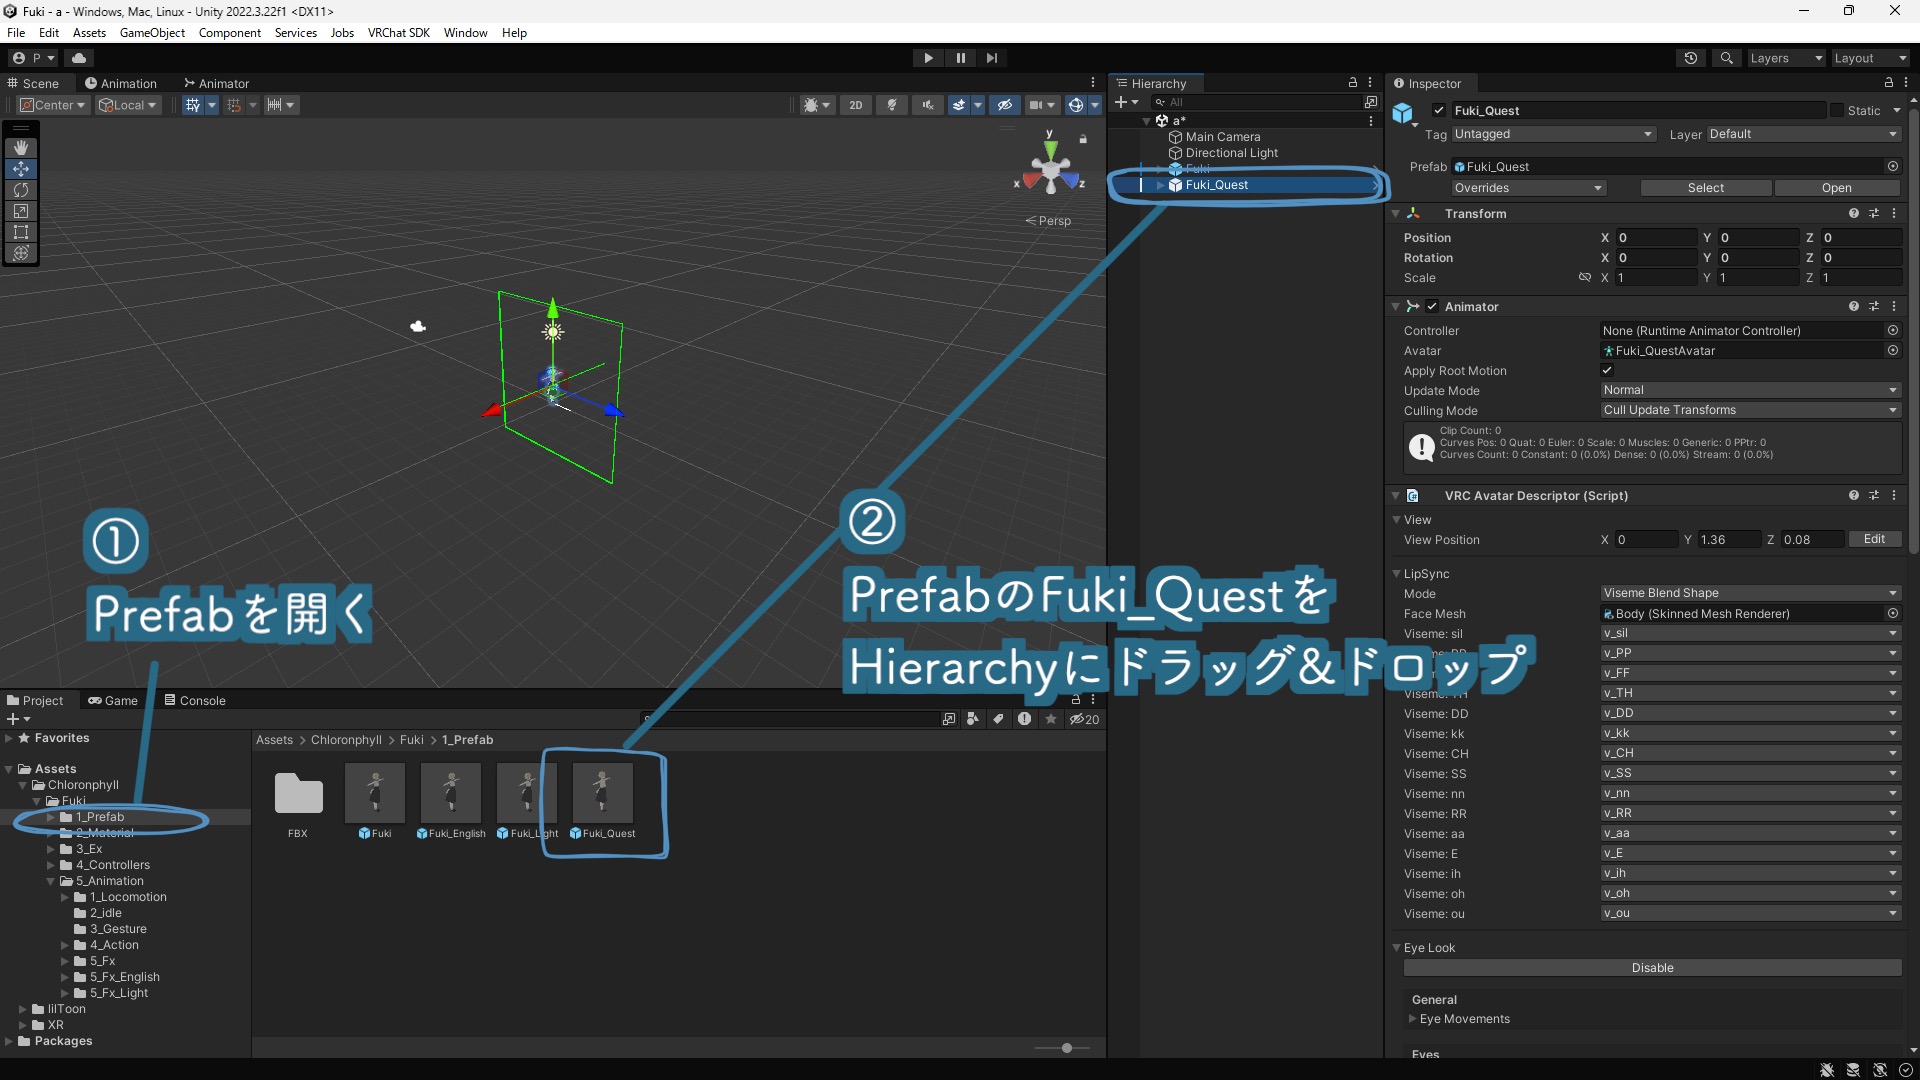 Fuki - a - Windows, Mac, Linux - Unity 2022.3.22f1 <DX11>
File Edit Assets GameObject Component Services Jobs VRChat SDK Window Help
P
Layers Layout
Scene Animation Animator
Center Local
2D
y
x
z
Persp
Hierarchy
All
a*
Main Camera
Directional Light
Fuki
Fuki_Quest
①
Prefabを開く
②
PrefabのFuki_Questを
Hierarchyにドラッグ&ドロップ
Project Game Console
20
Favorites
Assets
Chloronphyll
Fuki
1_Prefab
2_Material
3_Ex
4_Controllers
5_Animation
1_Locomotion
2_idle
3_Gesture
4_Action
5_Fx
5_Fx_English
5_Fx_Light
lilToon
XR
Packages
Assets > Chloronphyll > Fuki > 1_Prefab
FBX
Fuki
Fuki_English
Fuki_Light
Fuki_Quest
Inspector
Fuki_Quest Static
Tag Untagged Layer Default
Prefab Fuki_Quest
Overrides Select Open
Transform
Position X 0 Y 0 Z 0
Rotation X 0 Y 0 Z 0
Scale X 1 Y 1 Z 1
Animator
Controller None (Runtime Animator Controller)
Avatar Fuki_QuestAvatar
Apply Root Motion
Update Mode Normal
Culling Mode Cull Update Transforms
Clip Count: 0
Curves Pos: 0 Quat: 0 Euler: 0 Scale: 0 Muscles: 0 Generic: 0 PPtr: 0
Curves Count: 0 Constant: 0 (0.0%) Dense: 0 (0.0%) Stream: 0 (0.0%)
VRC Avatar Descriptor (Script)
View
View Position X 0 Y 1.36 Z 0.08 Edit
LipSync
Mode Viseme Blend Shape
Face Mesh Body (Skinned Mesh Renderer)
Viseme: sil v_sil
v_PP
v_FF
v_TH
Viseme: DD v_DD
Viseme: kk v_kk
Viseme: CH v_CH
Viseme: SS v_SS
Viseme: nn v_nn
Viseme: RR v_RR
Viseme: aa v_aa
Viseme: E v_E
Viseme: ih v_ih
Viseme: oh v_oh
Viseme: ou v_ou
Eye Look
Disable
General
Eye Movements
Eyes